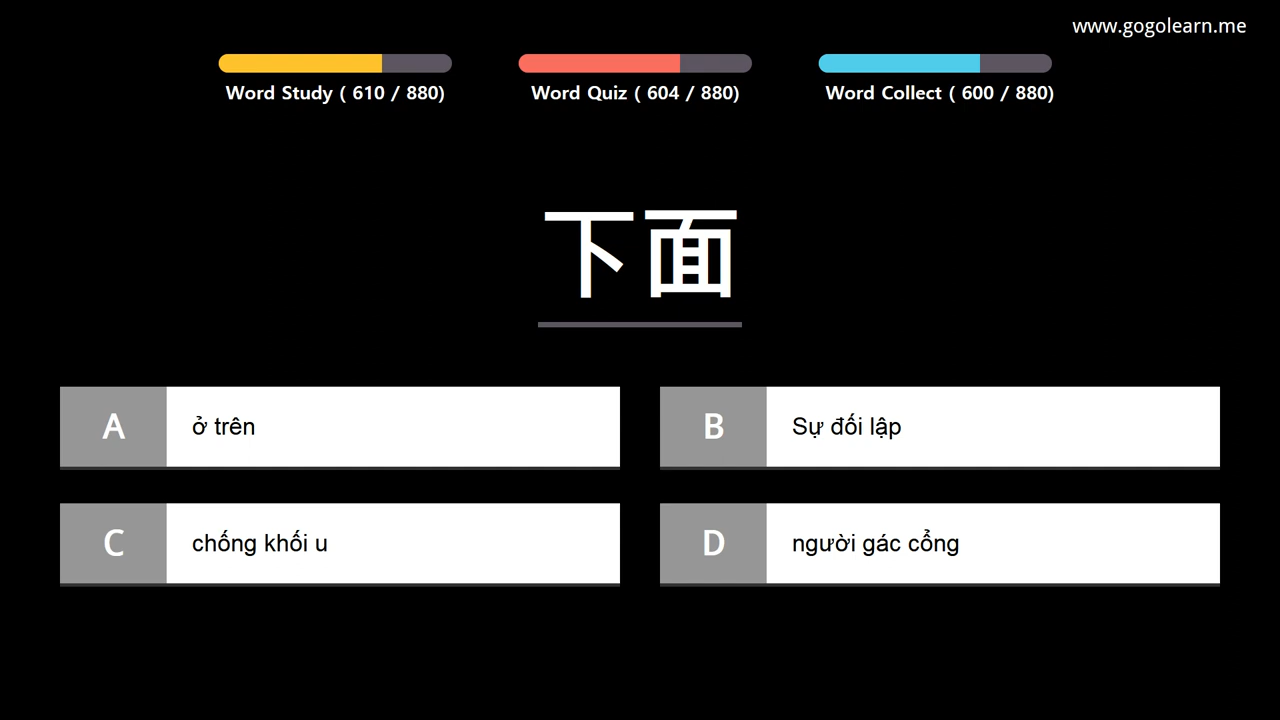 www.gogolearn.me
Word Study ( 610 / 880)
Word Quiz ( 604 / 880)
Word Collect ( 600 / 880)
下面
A ở trên
B Sự đối lập
C chống khối u
D người gác cổng